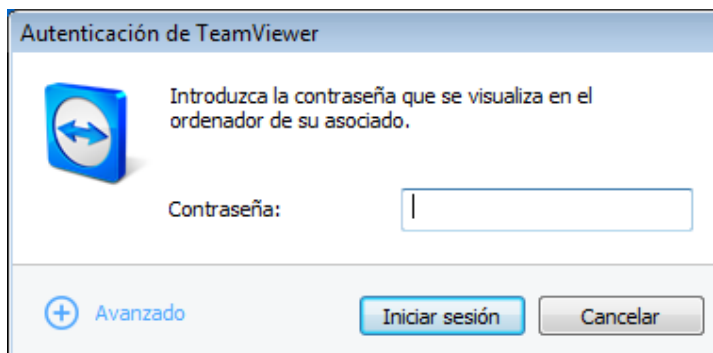 Autenticación de TeamViewer
Introduzca la contraseña que se visualiza en el
ordenador de su asociado.
Contraseña:
Avanzado
Iniciar sesión
Cancelar